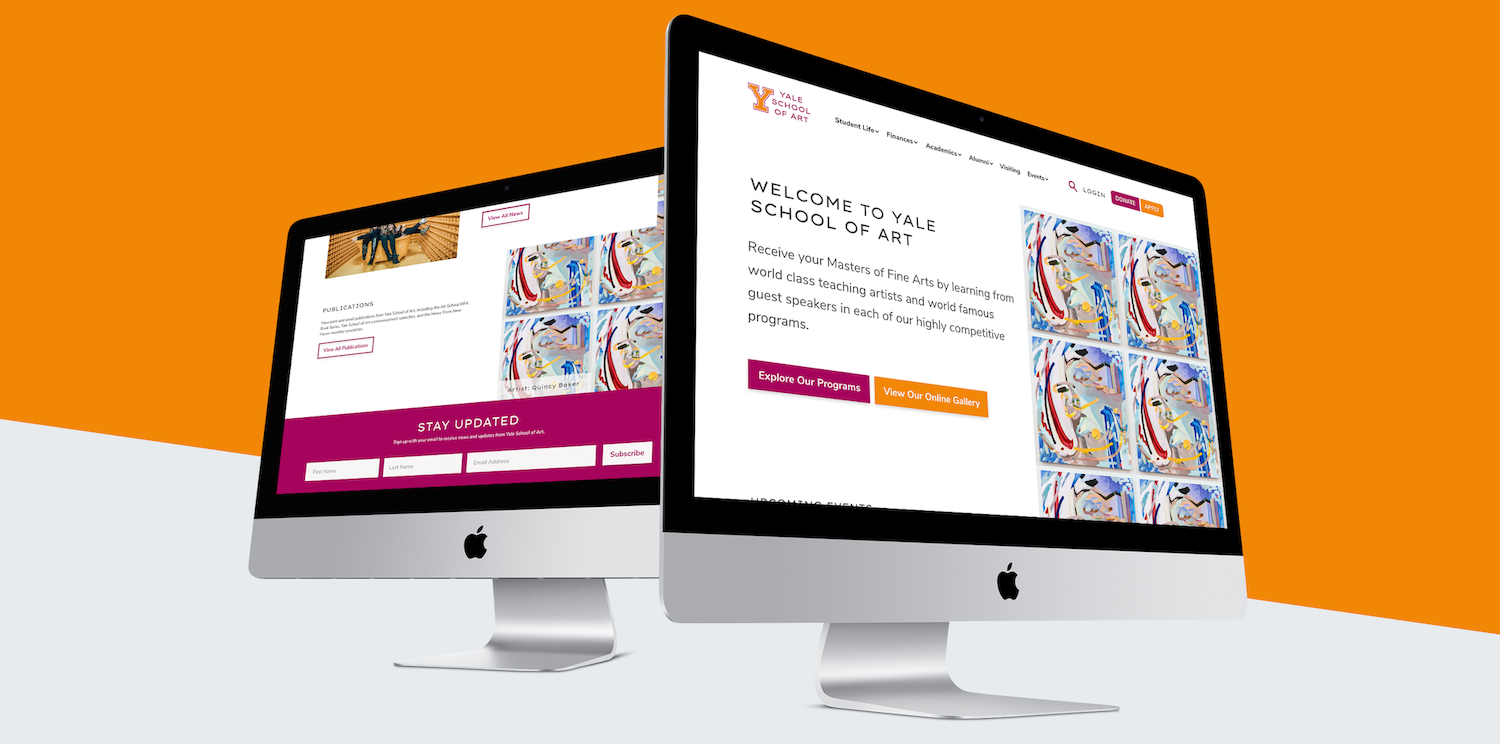 View All News
PUBLICATIONS
View print and email publications from Yale School of Art, including the All-School MFA
Book Series, Yale School of Art commencement speeches, and the News From New
Haven monthly newsletter.
View All Publications
Artist: Quincy Baker
STAY UPDATED
Sign up with your email to receive news and updates from Yale School of Art.
First Name
Last Name
Email Address
Subscribe
Y YALE
SCHOOL
OF ART
Student Life
Finances
Academics
Alumni
Visiting
Events
LOGIN
DONATE
APPLY
WELCOME TO YALE
SCHOOL OF ART
Receive your Masters of Fine Arts by learning from
world class teaching artists and world famous
guest speakers in each of our highly competitive
programs.
Explore Our Programs
View Our Online Gallery
UPCOMING EVENTS